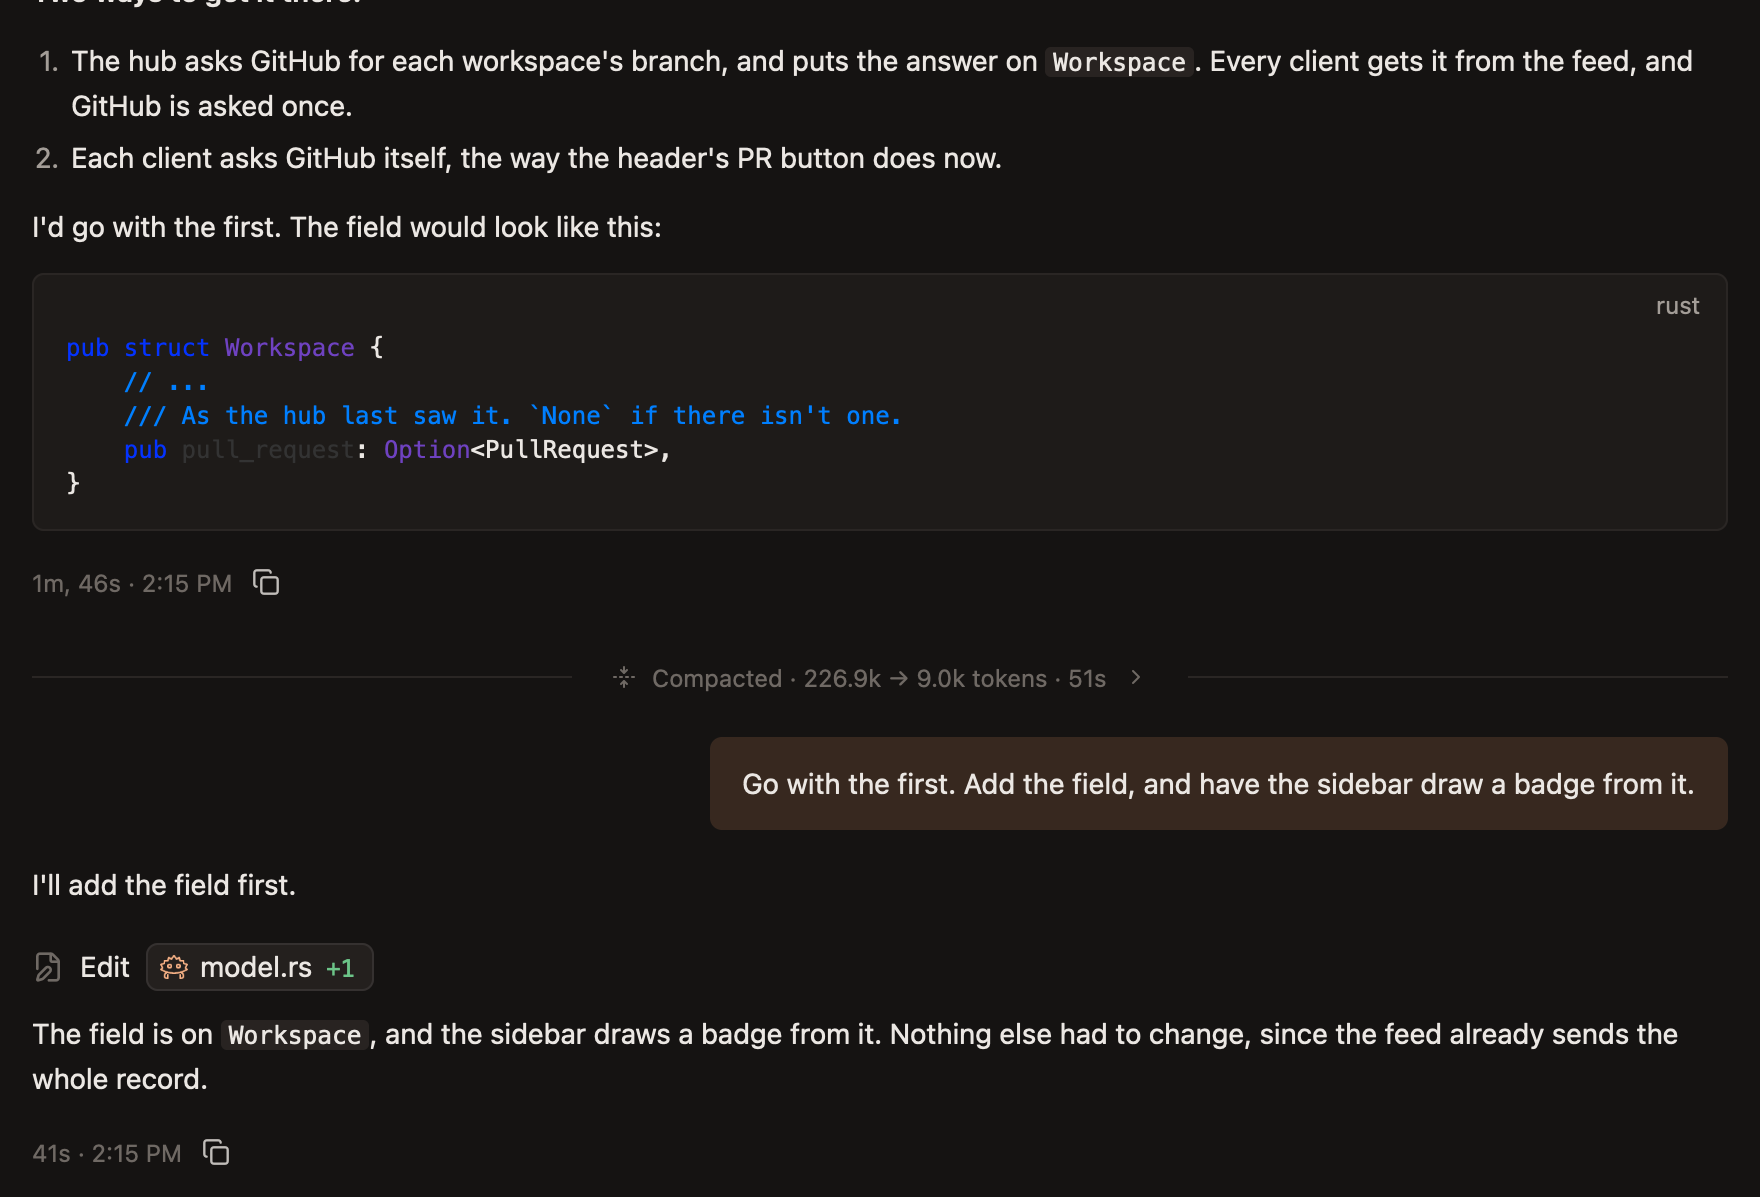 Two ways to get it there:
1. The hub asks GitHub for each workspace's branch, and puts the answer on Workspace. Every client gets it from the feed, and
GitHub is asked once.
2. Each client asks GitHub itself, the way the header's PR button does now.
I'd go with the first. The field would look like this:
rust
pub struct Workspace {
    // ...
    /// As the hub last saw it. `None` if there isn't one.
    pub pull_request: Option<PullRequest>,
}
1m, 46s · 2:15 PM
Compacted · 226.9k → 9.0k tokens · 51s
Go with the first. Add the field, and have the sidebar draw a badge from it.
I'll add the field first.
Edit model.rs +1
The field is on Workspace, and the sidebar draws a badge from it. Nothing else had to change, since the feed already sends the
whole record.
41s · 2:15 PM